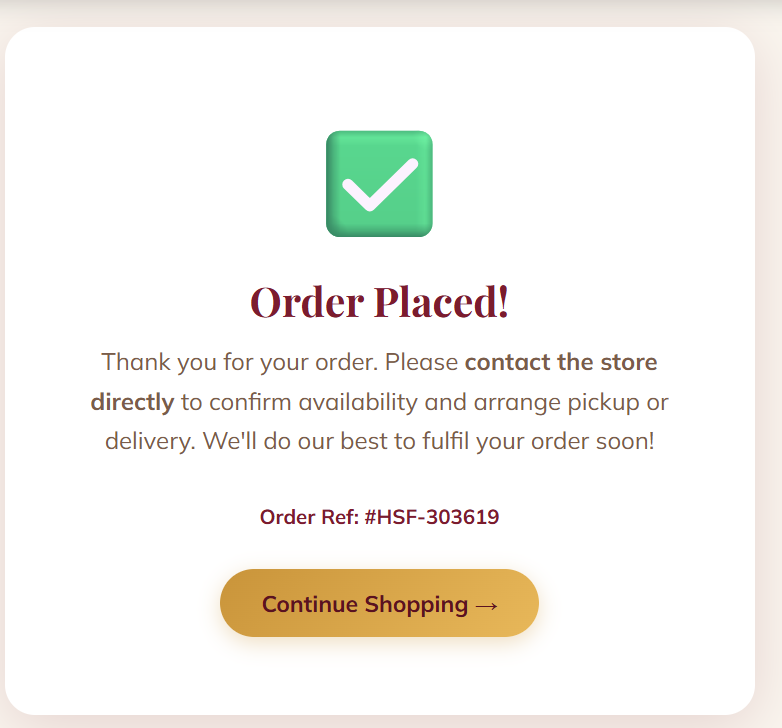 Order Placed!
Thank you for your order. Please contact the store
directly to confirm availability and arrange pickup or
delivery. We'll do our best to fulfil your order soon!
Order Ref: #HSF-303619
Continue Shopping →